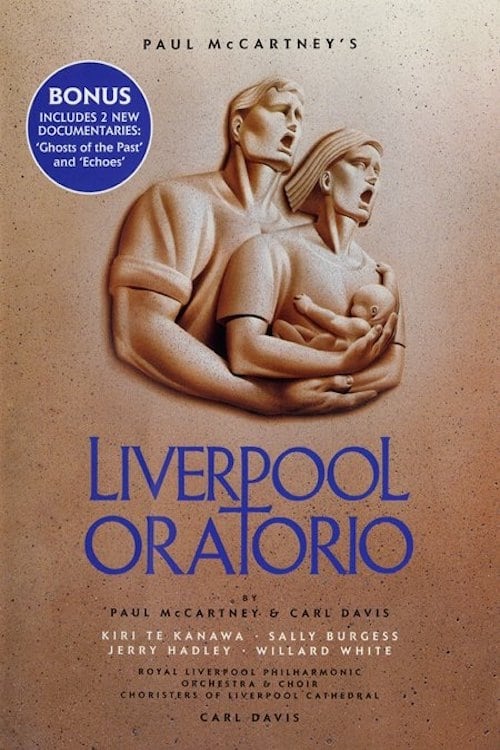 PAUL McCARTNEY'S
BONUS
INCLUDES 2 NEW
DOCUMENTARIES:
'Ghosts of the Past'
and 'Echoes'
LIVERPOOL
ORATORIO
BY
PAUL McCARTNEY & CARL DAVIS
KIRI TE KANAWA · SALLY BURGESS
JERRY HADLEY · WILLARD WHITE
ROYAL LIVERPOOL PHILHARMONIC
ORCHESTRA & CHOIR
CHORISTERS OF LIVERPOOL CATHEDRAL
CARL DAVIS